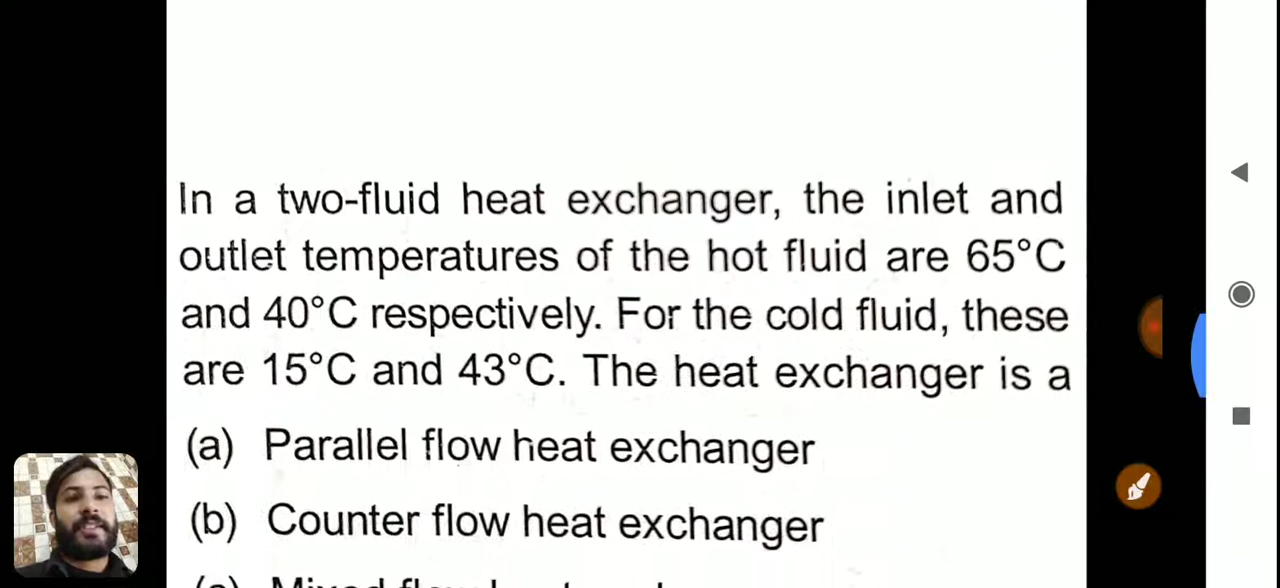 In a two-fluid heat exchanger, the inlet and
outlet temperatures of the hot fluid are 65°C
and 40°C respectively. For the cold fluid, these
are 15°C and 43°C. The heat exchanger is a
(a) Parallel flow heat exchanger
(b) Counter flow heat exchanger